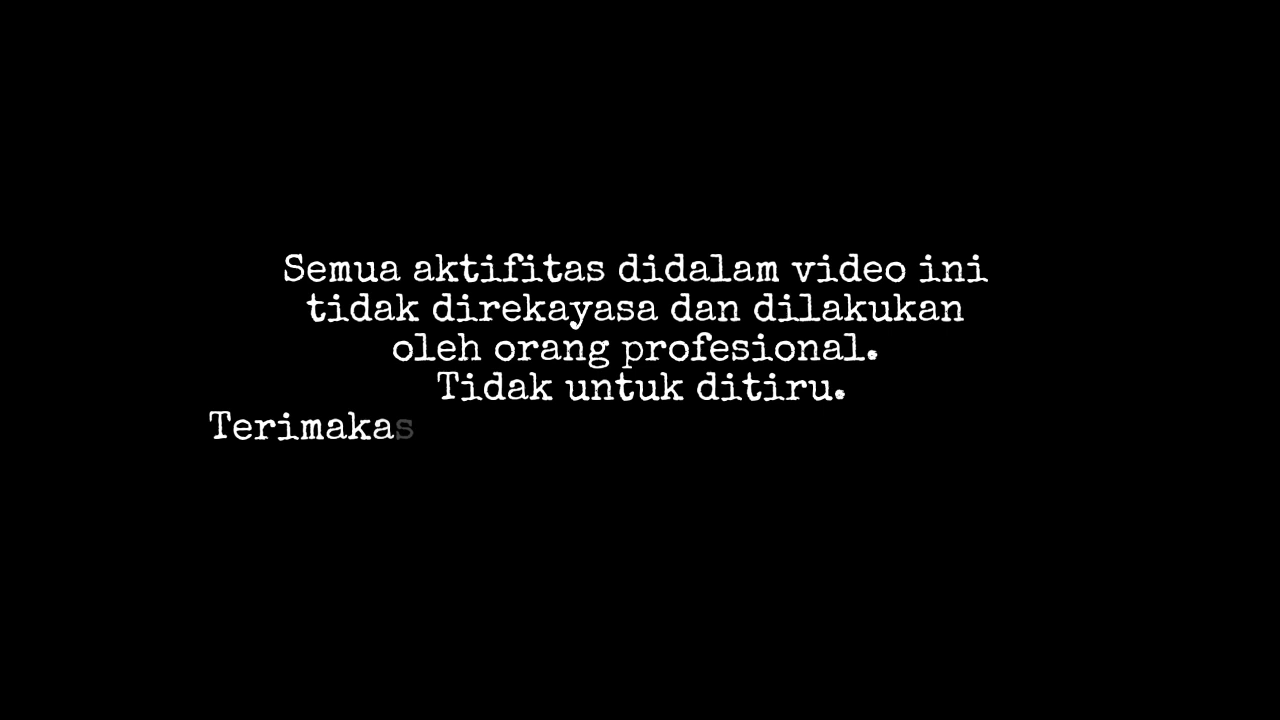 Semua aktifitas didalam video ini
tidak direkayasa dan dilakukan
oleh orang profesional.
Tidak untuk ditiru.
Terimakas